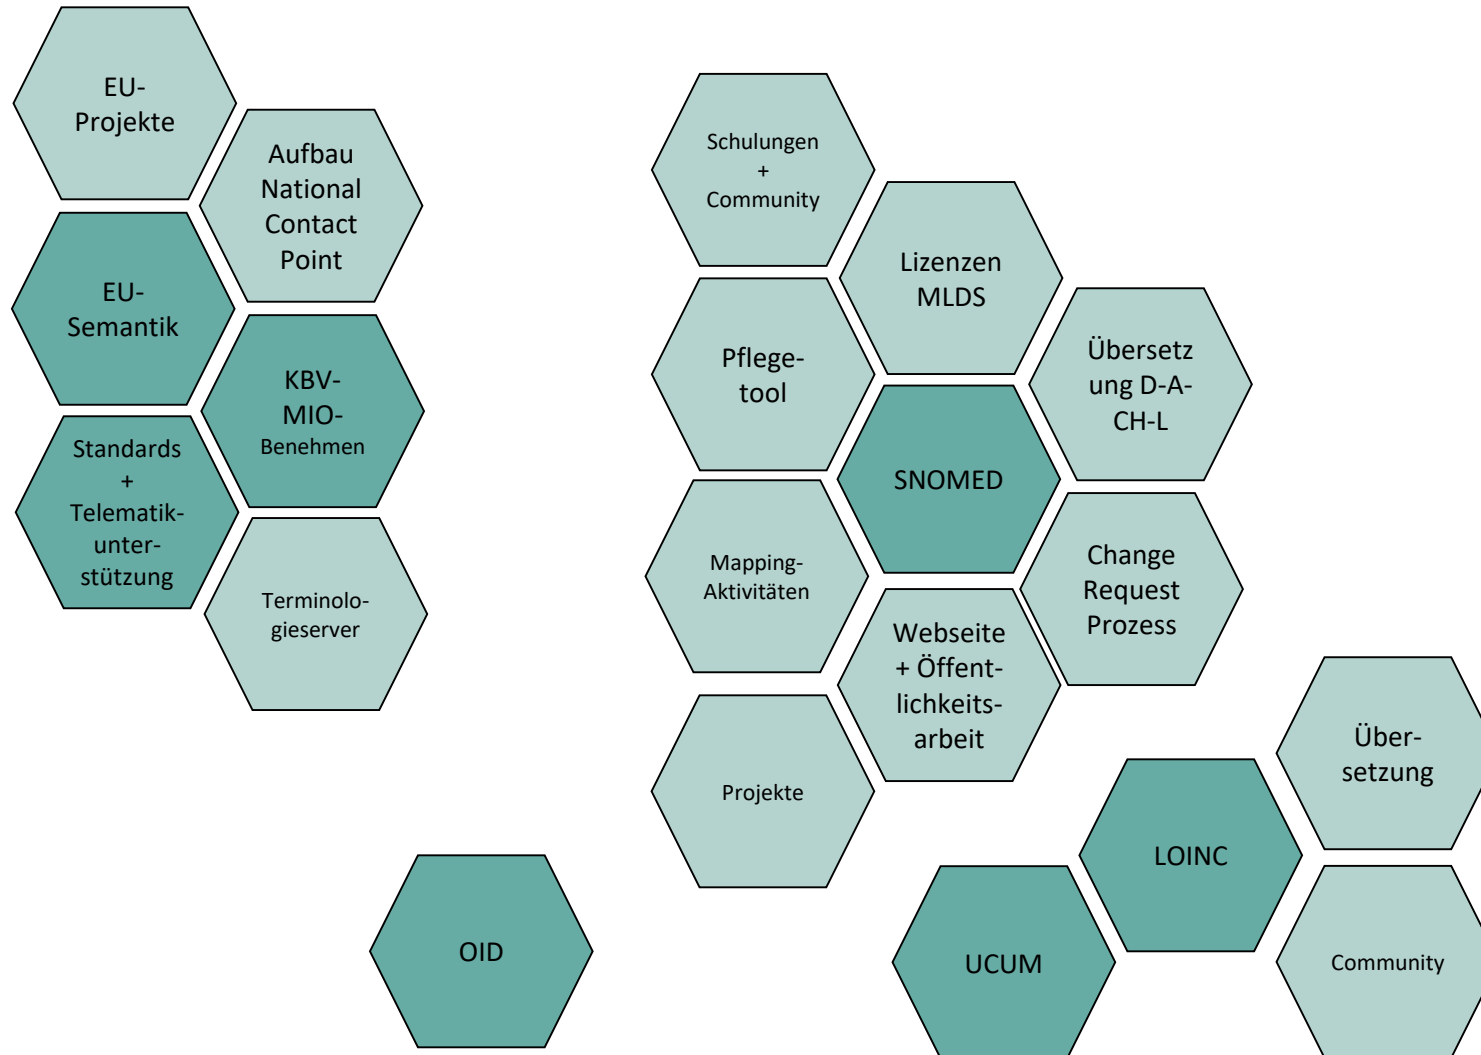 EU-
Projekte
Aufbau
National
Contact
Point
EU-
Semantik
KBV-
MIO-
Benehmen
Standards
+
Telematik-
unter-
stützung
Terminolo-
gieserver
Schulungen
+
Community
Lizenzen
MLDS
Pflege-
tool
Übersetz
ung D-A-
CH-L
SNOMED
Mapping-
Aktivitäten
Change
Request
Prozess
Webseite
+ Öffent-
lichkeits-
arbeit
Projekte
Über-
setzung
LOINC
OID
UCUM
Community